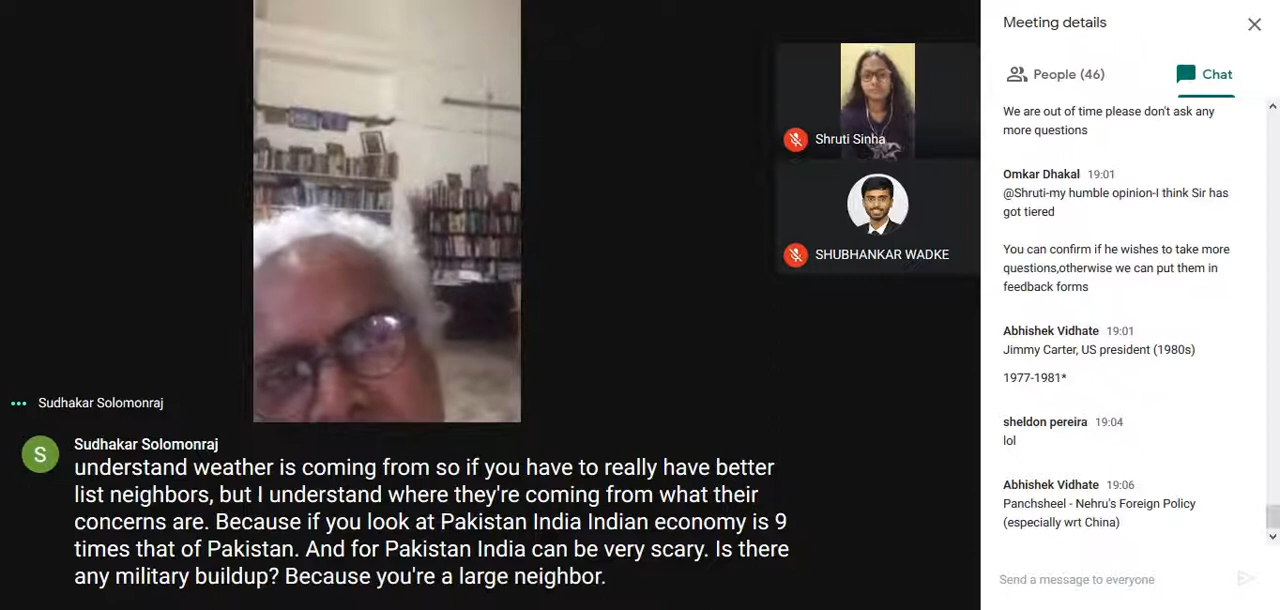 Shruti Sinha
SHUBHANKAR WADKE
Sudhakar Solomonraj
S
Sudhakar Solomonraj
understand weather is coming from so if you have to really have better
list neighbors, but I understand where they're coming from what their
concerns are. Because if you look at Pakistan India Indian economy is 9
times that of Pakistan. And for Pakistan India can be very scary. Is there
any military buildup? Because you're a large neighbor.
Meeting details
People (46)
Chat
We are out of time please don't ask any
more questions
Omkar Dhakal 19:01
@Shruti-my humble opinion-I think Sir has
got tiered
You can confirm if he wishes to take more
questions,otherwise we can put them in
feedback forms
Abhishek Vidhate 19:01
Jimmy Carter, US president (1980s)
1977-1981*
sheldon pereira 19:04
lol
Abhishek Vidhate 19:06
Panchsheel - Nehru's Foreign Policy
(especially wrt China)
Send a message to everyone